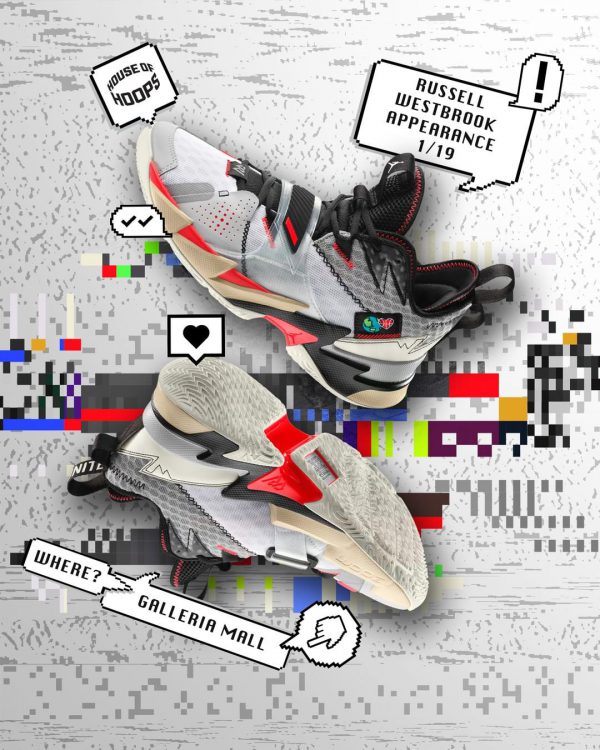 HOUSE OF
HOOPS
RUSSELL
WESTBROOK
APPEARANCE
1/19
!
WHERE?
GALLERIA MALL